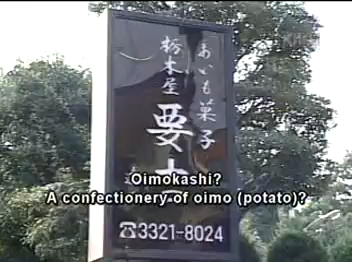 おいも菓子
栃木屋
要
☎3321-8024
Oimokashi?
A confectionery of oimo (potato)?